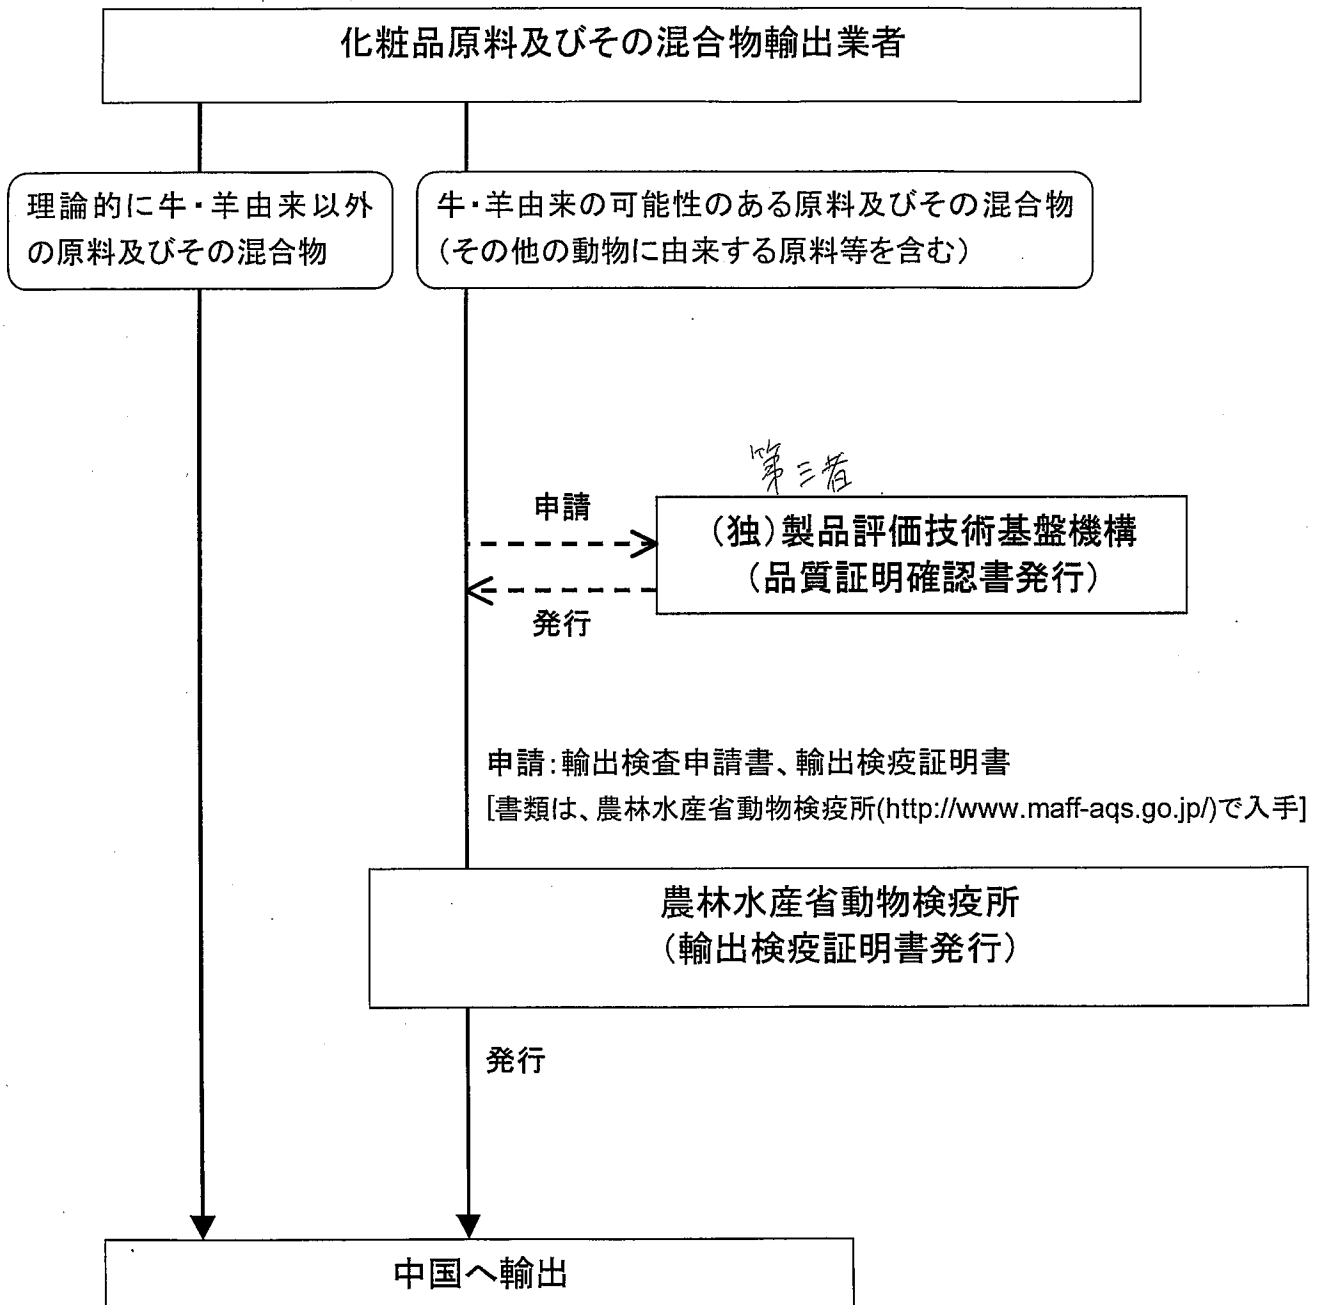 化粧品原料及びその混合物輸出業者
理論的に牛・羊由来以外
の原料及びその混合物
牛・羊由来の可能性のある原料及びその混合物
（その他の動物に由来する原料等を含む）
第三者
申請
（独）製品評価技術基盤機構
（品質証明確認書発行）
発行
申請：輸出検査申請書、輸出検疫証明書
[書類は、農林水産省動物検疫所(http://www.maff-aqs.go.jp/)で入手]
農林水産省動物検疫所
（輸出検疫証明書発行）
発行
中国へ輸出